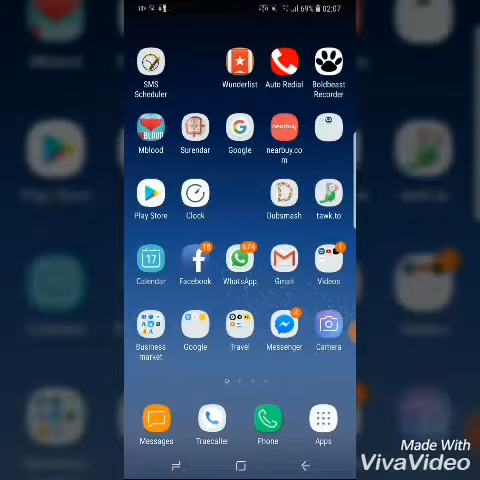 69% 02:07
SMS
Scheduler
Wunderlist
Auto Redial
Boldbeast
Recorder
BLOOD
Mblood
Surendar
Google
nearbuy
nearbuy.co
m
Play Store
Clock
Dubsmash
tawk.to
17
Calendar
18
Facebook
674
WhatsApp
Gmail
1
Videos
Business
market
Google
Travel
4
Messenger
Camera
Messages
Truecaller
Phone
Apps
Made With
VivaVideo